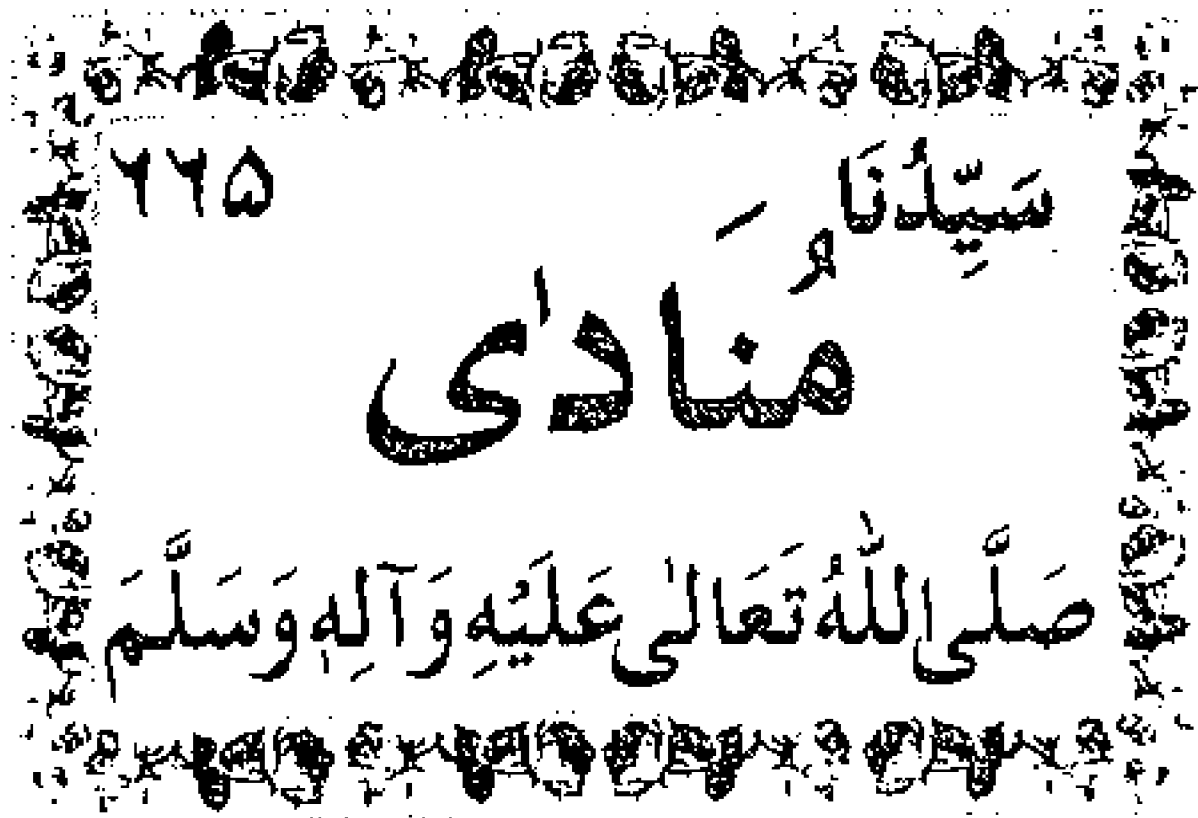 سَیِّدُنَا ۲۲۵
مُنَادٰی
صَلَّی اللّٰهُ تَعَالٰی عَلَیْهِ وَآلِهٖ وَسَلَّمَ